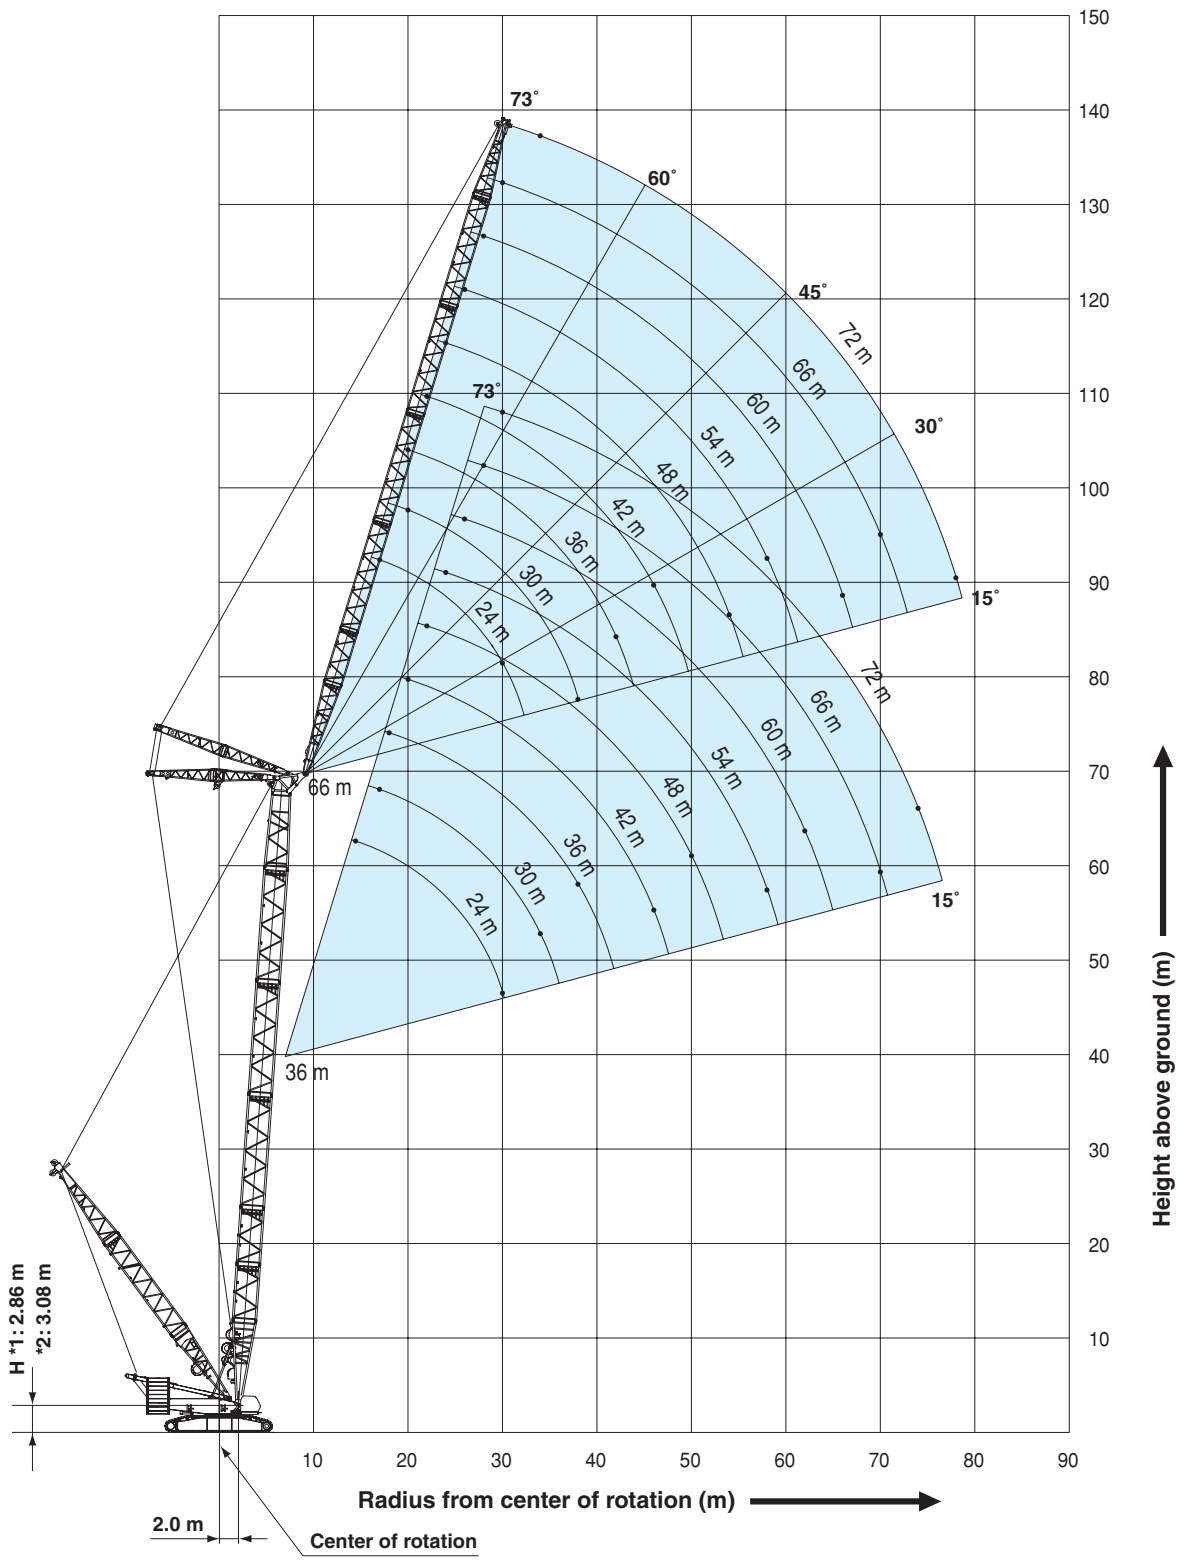 150
73°
140
60°
130
45°
120
72 m
66 m
110
60 m
73°
30°
54 m
48 m
100
42 m
36 m
30 m
90
15°
24 m
80
72 m
66 m
60 m
54 m
70
66 m
48 m
42 m
36 m
60
30 m
15°
24 m
50
40
36 m
30
20
10
Height above ground (m)
H *1: 2.86 m
*2: 3.08 m
10 20 30 40 50 60 70 80 90
Radius from center of rotation (m)
2.0 m
Center of rotation